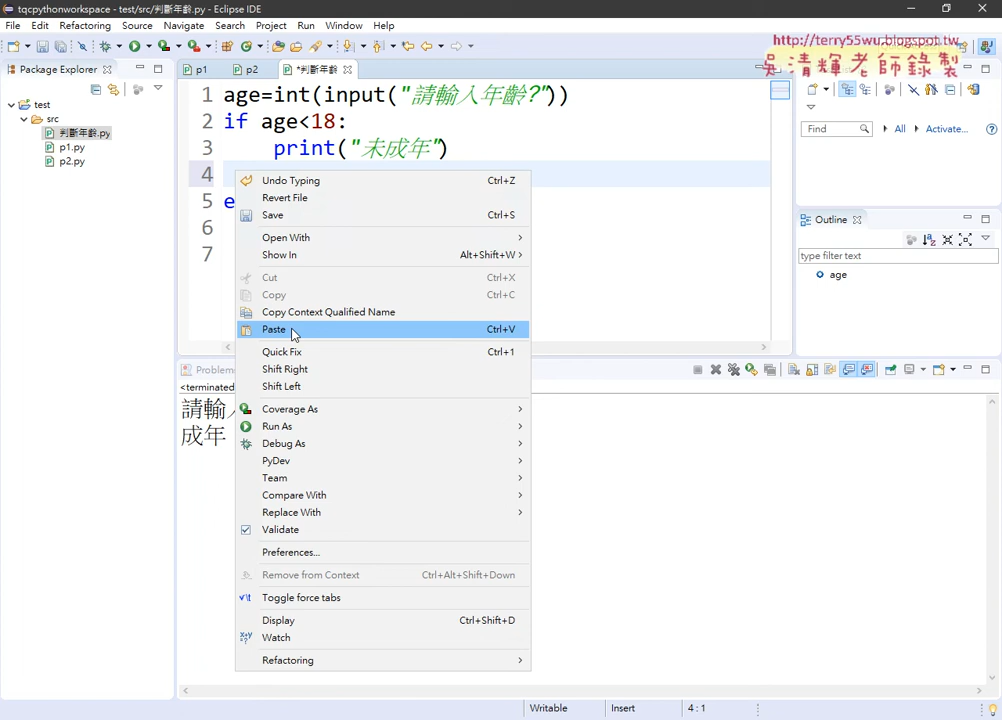 tqcpythonworkspace - test/src/判斷年齡.py - Eclipse IDE
File Edit Refactoring Source Navigate Search Project Run Window Help
http://terry55wu.blogspot.tw
吳清輝老師錄製
Package Explorer
p1 p2 *判斷年齡
test
src
判斷年齡.py
p1.py
p2.py
1 age=int(input("請輸入年齡?"))
2 if age<18:
3 print("未成年")
4
5 e
6
7
Undo Typing Ctrl+Z
Revert File
Save Ctrl+S
Open With
Show In Alt+Shift+W
Cut Ctrl+X
Copy Ctrl+C
Copy Context Qualified Name
Paste Ctrl+V
Quick Fix Ctrl+1
Shift Right
Shift Left
Coverage As
Run As
Debug As
PyDev
Team
Compare With
Replace With
Validate
Preferences...
Remove from Context Ctrl+Alt+Shift+Down
Toggle force tabs
Display Ctrl+Shift+D
Watch
Refactoring
Find All Activate...
Outline
type filter text
age
Problems
<terminated>
請輸入
成年
Writable Insert 4 : 1